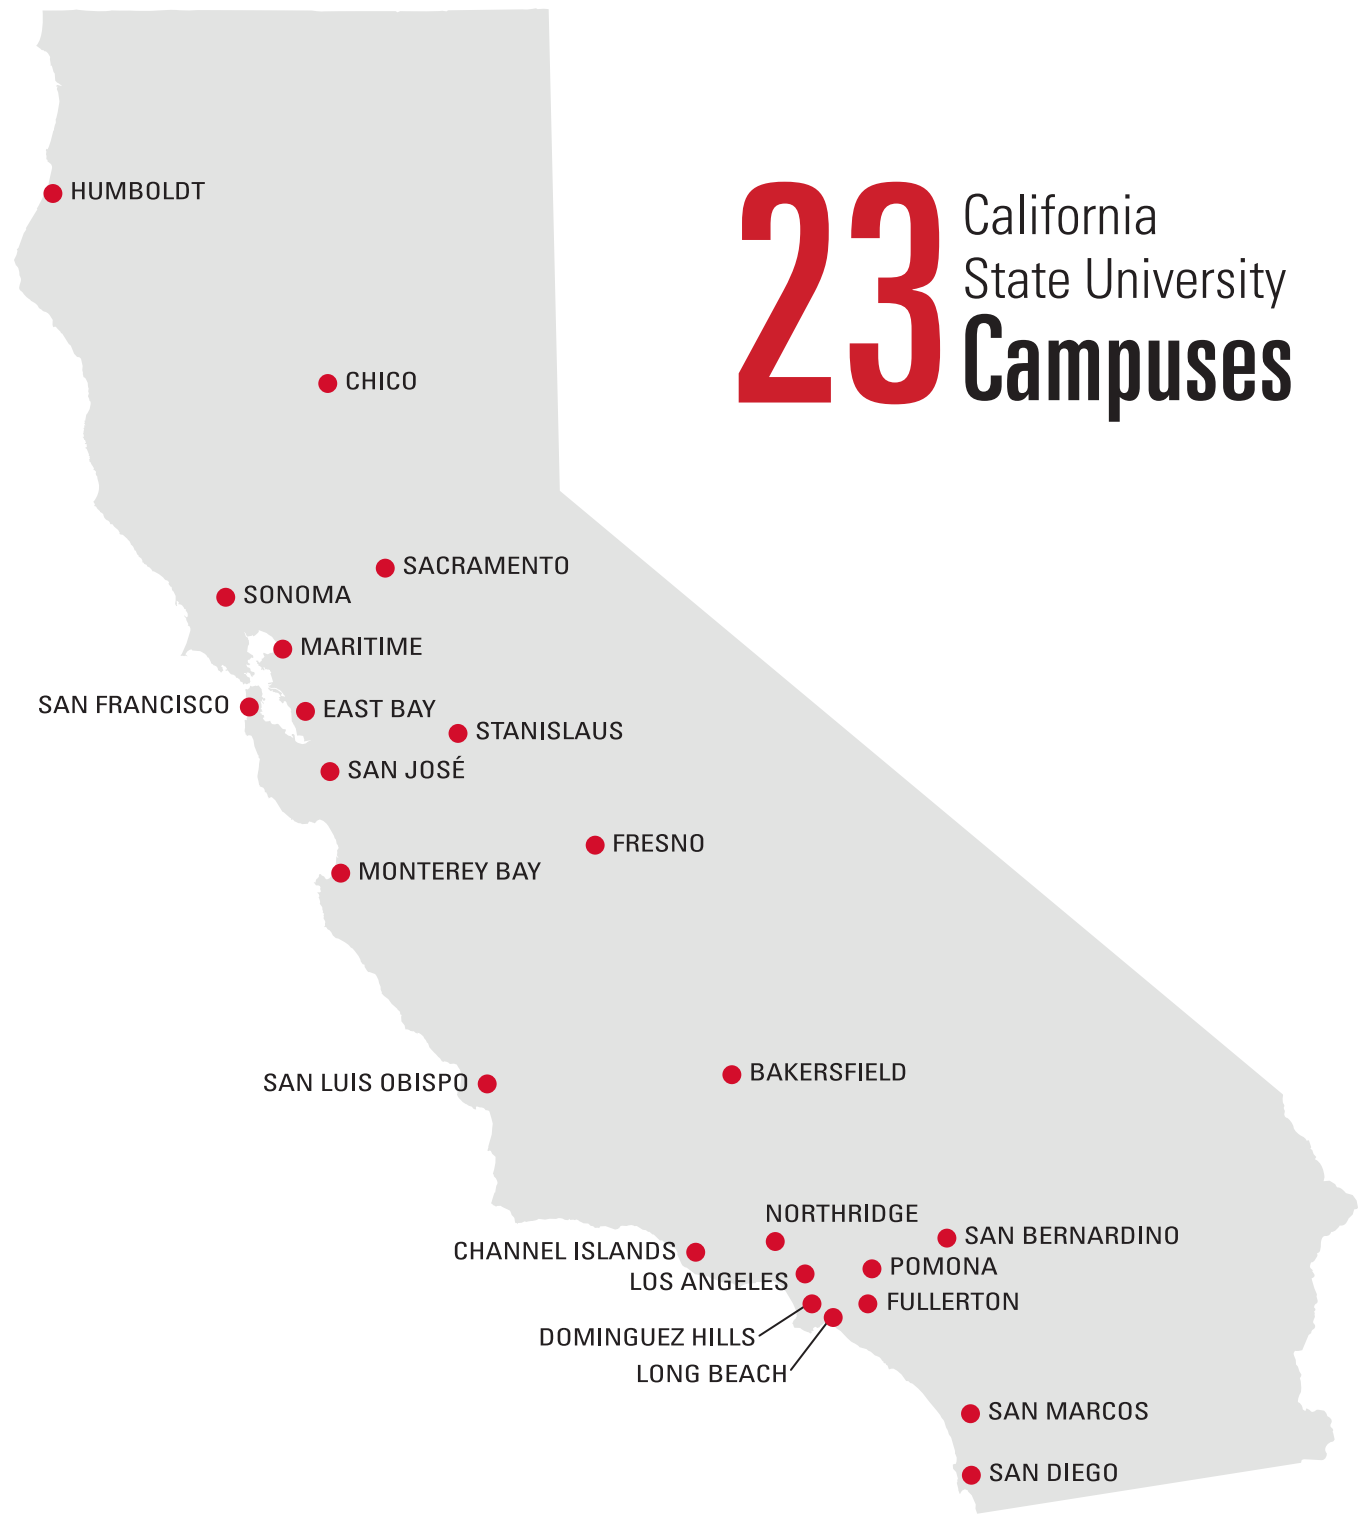 HUMBOLDT
23
California
State University
Campuses
CHICO
SACRAMENTO
SONOMA
MARITIME
SAN FRANCISCO
EAST BAY
STANISLAUS
SAN JOSÉ
FRESNO
MONTEREY BAY
SAN LUIS OBISPO
BAKERSFIELD
NORTHRIDGE
SAN BERNARDINO
CHANNEL ISLANDS
POMONA
LOS ANGELES
FULLERTON
DOMINGUEZ HILLS
LONG BEACH
SAN MARCOS
SAN DIEGO